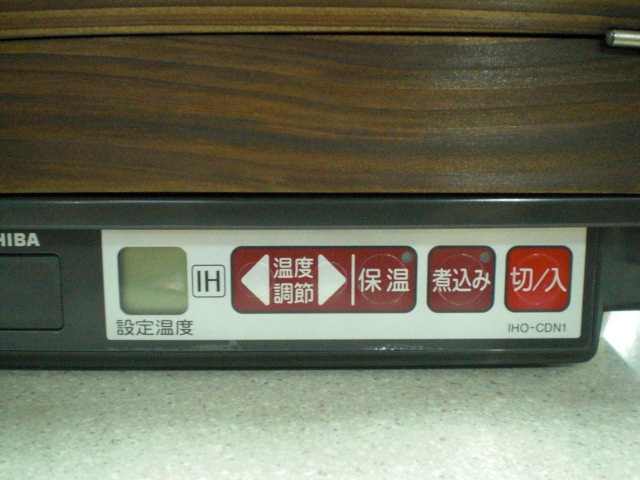 HIBA
IH
温度
調節
保温
煮込み
切/入
設定温度
IHO-CDN1